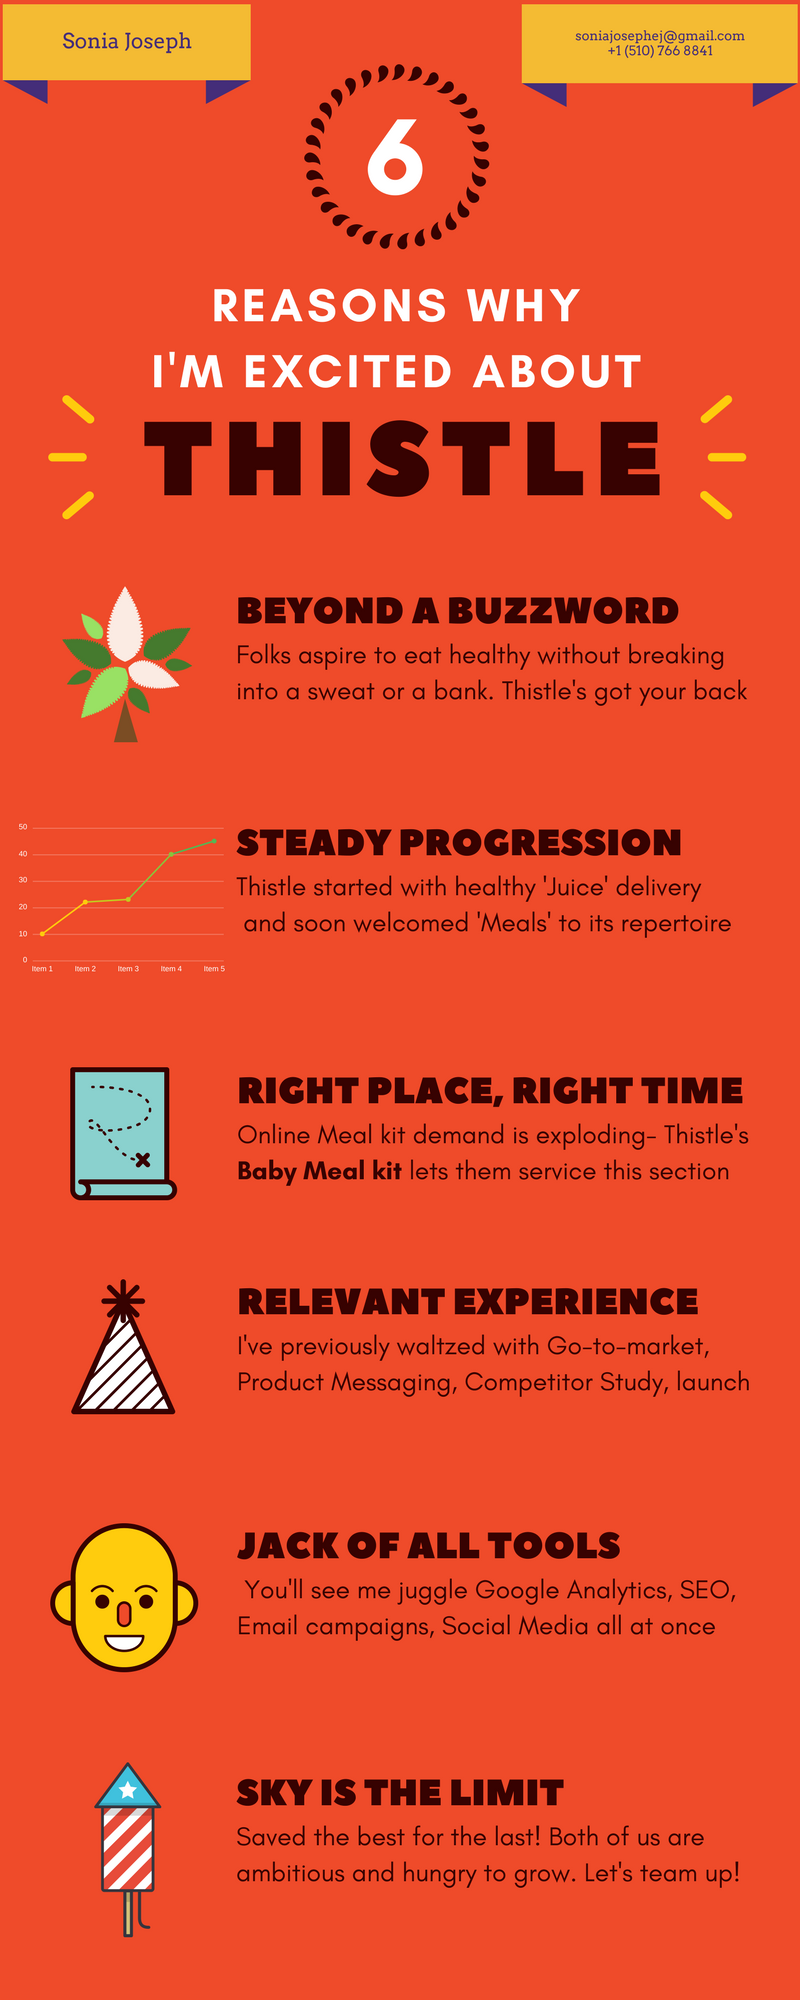 Sonia Joseph
soniajosephej@gmail.com
+1 (510) 766 8841
6
REASONS WHY
I'M EXCITED ABOUT
THISTLE
BEYOND A BUZZWORD
Folks aspire to eat healthy without breaking
into a sweat or a bank. Thistle's got your back
50
40
30
20
10
0
Item 1 Item 2 Item 3 Item 4 Item 5
STEADY PROGRESSION
Thistle started with healthy 'Juice' delivery
and soon welcomed 'Meals' to its repertoire
RIGHT PLACE, RIGHT TIME
Online Meal kit demand is exploding- Thistle's
Baby Meal kit lets them service this section
RELEVANT EXPERIENCE
I've previously waltzed with Go-to-market,
Product Messaging, Competitor Study, launch
JACK OF ALL TOOLS
You'll see me juggle Google Analytics, SEO,
Email campaigns, Social Media all at once
SKY IS THE LIMIT
Saved the best for the last! Both of us are
ambitious and hungry to grow. Let's team up!